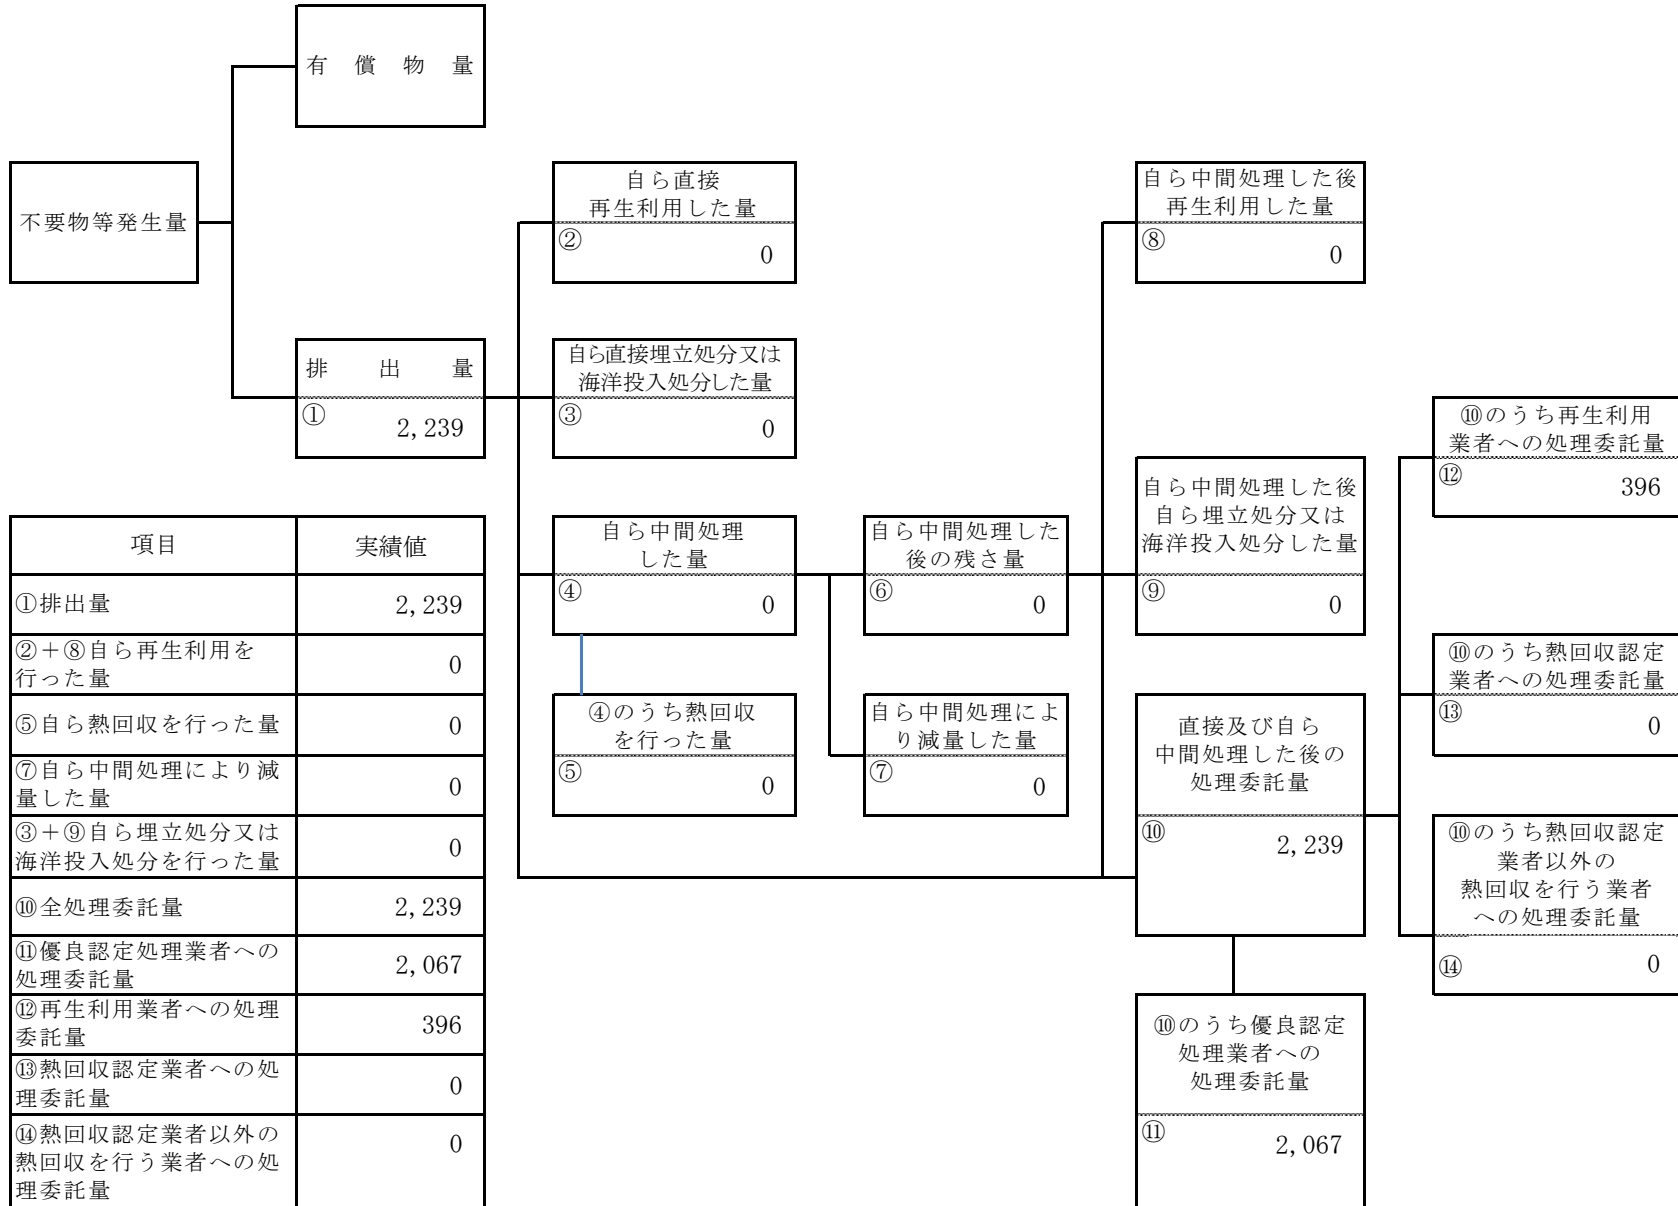 有償物量
不要物等発生量
排出量
①
2,239
自ら直接
再生利用した量
②
0
自ら直接埋立処分又は
海洋投入処分した量
③
0
自ら中間処理
した量
④
0
④のうち熱回収
を行った量
⑤
0
自ら中間処理した
後の残さ量
⑥
0
自ら中間処理によ
り減量した量
⑦
0
自ら中間処理した後
再生利用した量
⑧
0
自ら中間処理した後
自ら埋立処分又は
海洋投入処分した量
⑨
0
直接及び自ら
中間処理した後の
処理委託量
⑩
2,239
⑩のうち優良認定
処理業者への
処理委託量
⑪
2,067
⑩のうち再生利用
業者への処理委託量
⑫
396
⑩のうち熱回収認定
業者への処理委託量
⑬
0
⑩のうち熱回収認定
業者以外の
熱回収を行う業者
への処理委託量
⑭
0
項目 実績値
①排出量 2,239
②＋⑧自ら再生利用を
行った量 0
⑤自ら熱回収を行った量 0
⑦自ら中間処理により減
量した量 0
③＋⑨自ら埋立処分又は
海洋投入処分を行った量 0
⑩全処理委託量 2,239
⑪優良認定処理業者への
処理委託量 2,067
⑫再生利用業者への処理
委託量 396
⑬熱回収認定業者への処
理委託量 0
⑭熱回収認定業者以外の
熱回収を行う業者への処
理委託量 0